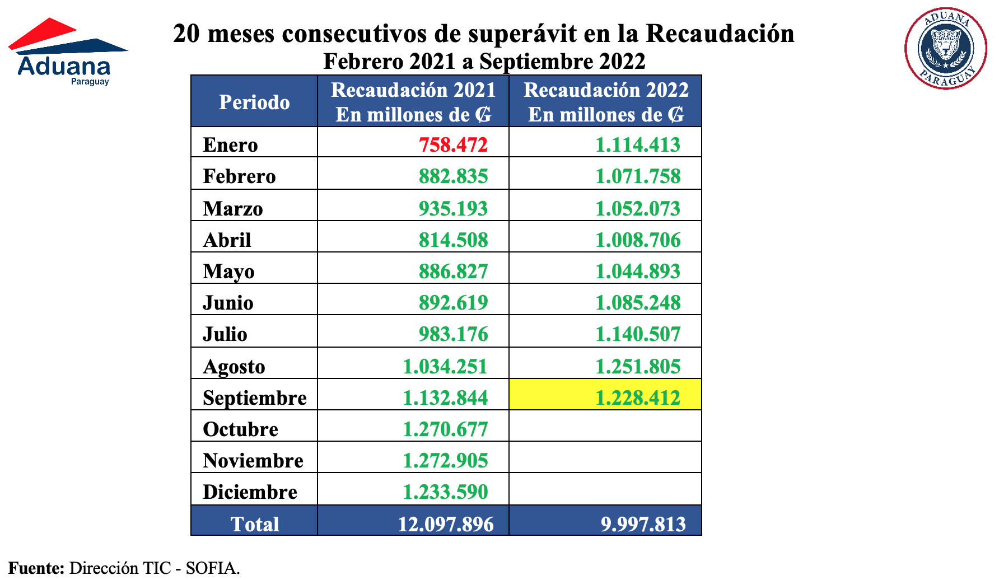 Aduana
Paraguay
20 meses consecutivos de superávit en la Recaudación
Febrero 2021 a Septiembre 2022
ADUANA
PARAGUAY
Periodo Recaudación 2021 En millones de ₲ Recaudación 2022 En millones de ₲
Enero 758.472 1.114.413
Febrero 882.835 1.071.758
Marzo 935.193 1.052.073
Abril 814.508 1.008.706
Mayo 886.827 1.044.893
Junio 892.619 1.085.248
Julio 983.176 1.140.507
Agosto 1.034.251 1.251.805
Septiembre 1.132.844 1.228.412
Octubre 1.270.677
Noviembre 1.272.905
Diciembre 1.233.590
Total 12.097.896 9.997.813
Fuente: Dirección TIC - SOFIA.